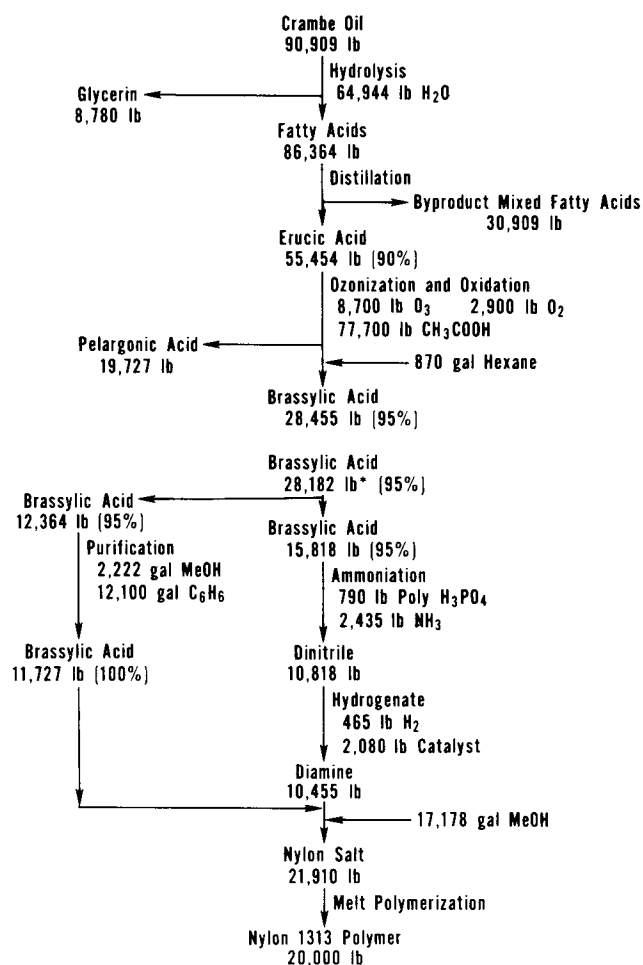 Crambe Oil
90,909 lb
Hydrolysis
64,944 lb H₂O
Glycerin
8,780 lb
Fatty Acids
86,364 lb
Distillation
Byproduct Mixed Fatty Acids
30,909 lb
Erucic Acid
55,454 lb (90%)
Ozonization and Oxidation
8,700 lb O₃ 2,900 lb O₂
77,700 lb CH₃COOH
Pelargonic Acid
19,727 lb
870 gal Hexane
Brassylic Acid
28,455 lb (95%)
Brassylic Acid
28,182 lb* (95%)
Brassylic Acid
12,364 lb (95%)
Brassylic Acid
15,818 lb (95%)
Purification
2,222 gal MeOH
12,100 gal C₆H₆
Ammoniation
790 lb Poly H₃PO₄
2,435 lb NH₃
Brassylic Acid
11,727 lb (100%)
Dinitrile
10,818 lb
Hydrogenate
465 lb H₂
2,080 lb Catalyst
Diamine
10,455 lb
17,178 gal MeOH
Nylon Salt
21,910 lb
Melt Polymerization
Nylon 1313 Polymer
20,000 lb